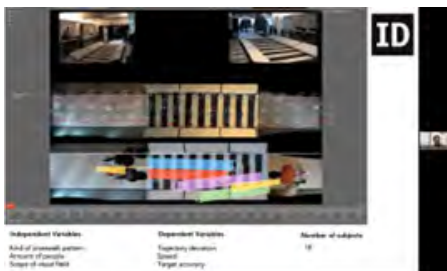 ID
Independent Variables
Kind of crosswalk pattern
Amount of people
Scope of visual field
Dependent Variables
Trajectory deviation
Speed
Target accuracy
Number of subjects